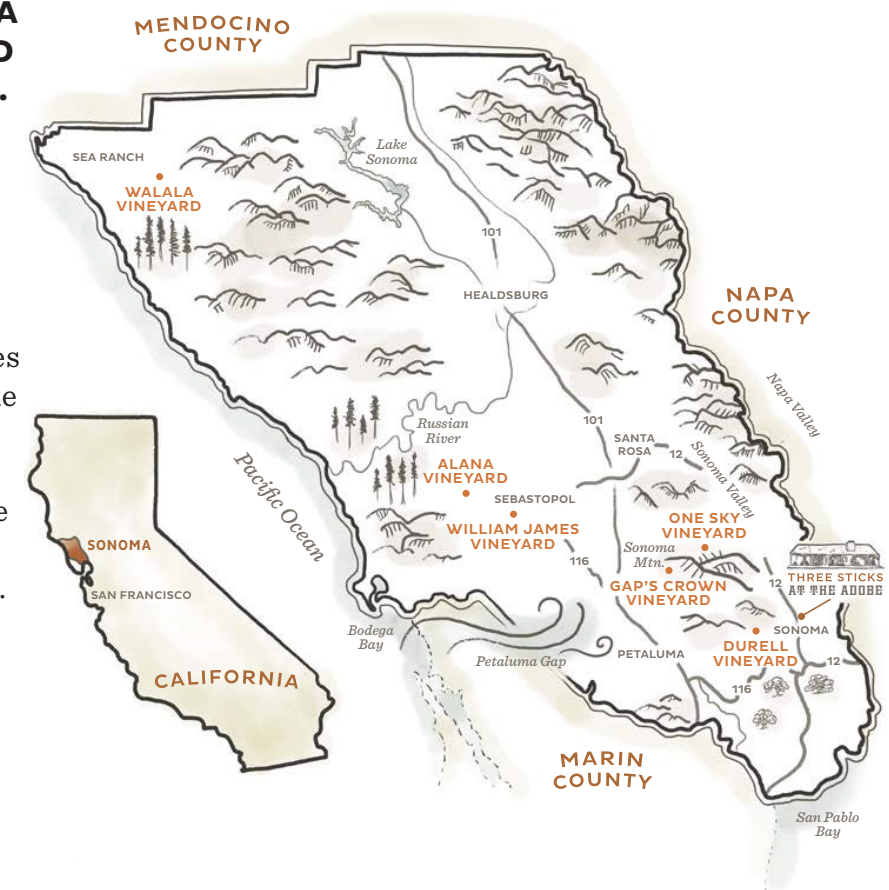 A
D
.
es
e
e
.
MENDOCINO
COUNTY
SEA RANCH
WALALA
VINEYARD
Lake
Sonoma
101
HEALDSBURG
NAPA
COUNTY
Napa Valley
101
Russian
River
SANTA
ROSA
12
Sonoma Valley
Pacific Ocean
ALANA
VINEYARD
SEBASTOPOL
WILLIAM JAMES
VINEYARD
116
ONE SKY
VINEYARD
Sonoma
Mtn.
GAP'S CROWN
VINEYARD
12
THREE STICKS
AT THE ADOBE
SONOMA
DURELL
VINEYARD
12
116
PETALUMA
Petaluma Gap
Bodega
Bay
MARIN
COUNTY
San Pablo
Bay
SONOMA
SAN FRANCISCO
CALIFORNIA